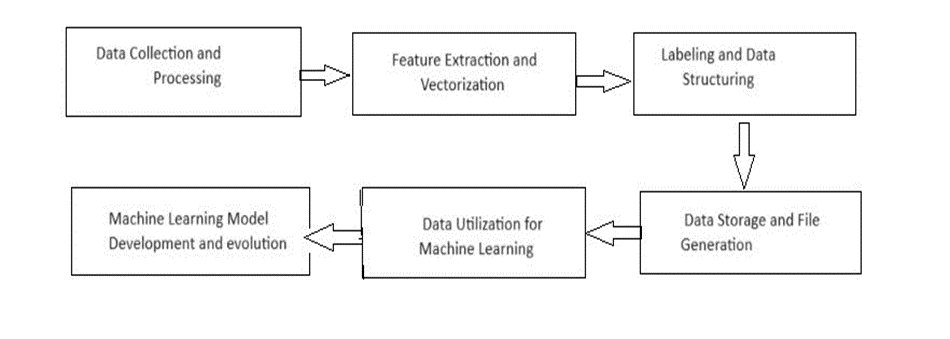 Data Collection and
Processing
Feature Extraction and
Vectorization
Labeling and Data
Structuring
Data Storage and File
Generation
Data Utilization for
Machine Learning
Machine Learning Model
Development and evolution